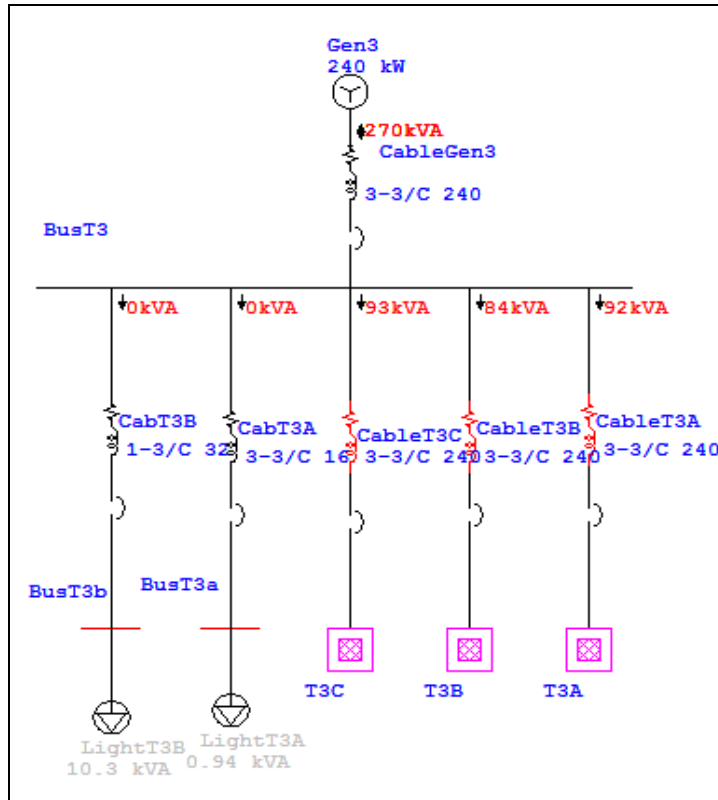 Gen3
240 kW
270kVA
CableGen3
3-3/C 240
BusT3
0kVA
0kVA
93kVA
84kVA
92kVA
CabT3B
CabT3A
CableT3C
CableT3B
CableT3A
1-3/C 32
3-3/C 16
3-3/C 240
3-3/C 240
3-3/C 240
BusT3b
BusT3a
T3C
T3B
T3A
LightT3B
LightT3A
10.3 kVA
0.94 kVA